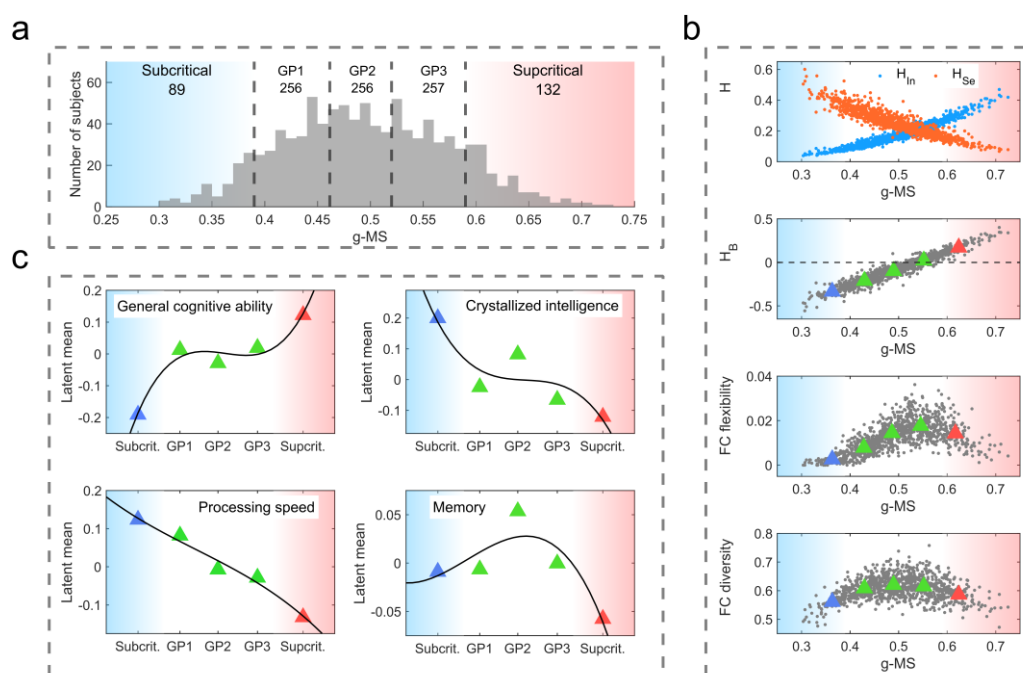 a
Subcritical
89
GP1
256
GP2
256
GP3
257
Supcritical
132
Number of subjects
60
40
20
0
0.25 0.3 0.35 0.4 0.45 0.5 0.55 0.6 0.65 0.7 0.75
g-MS
b
H_In H_Se
H
0.6
0.4
0.2
0
0.3 0.4 0.5 0.6 0.7
g-MS
H_B
0.5
0
-0.5
0.3 0.4 0.5 0.6 0.7
g-MS
FC flexibility
0.04
0.02
0
0.3 0.4 0.5 0.6 0.7
g-MS
FC diversity
0.8
0.7
0.6
0.5
0.3 0.4 0.5 0.6 0.7
g-MS
c
General cognitive ability
Latent mean
0.2
0.1
0
-0.1
-0.2
Subcrit. GP1 GP2 GP3 Supcrit.
Crystallized intelligence
Latent mean
0.2
0.1
0
-0.1
Subcrit. GP1 GP2 GP3 Supcrit.
Processing speed
Latent mean
0.2
0.1
0
-0.1
Subcrit. GP1 GP2 GP3 Supcrit.
Memory
Latent mean
0.05
0
-0.05
Subcrit. GP1 GP2 GP3 Supcrit.